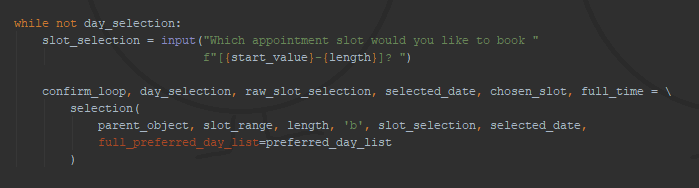 while not day_selection:
    slot_selection = input("Which appointment slot would you like to book "
                           f"[{start_value}-{length}]? ")
    confirm_loop, day_selection, raw_slot_selection, selected_date, chosen_slot, full_time = \
        selection(
            parent_object, slot_range, length, 'b', slot_selection, selected_date,
            full_preferred_day_list=preferred_day_list
        )